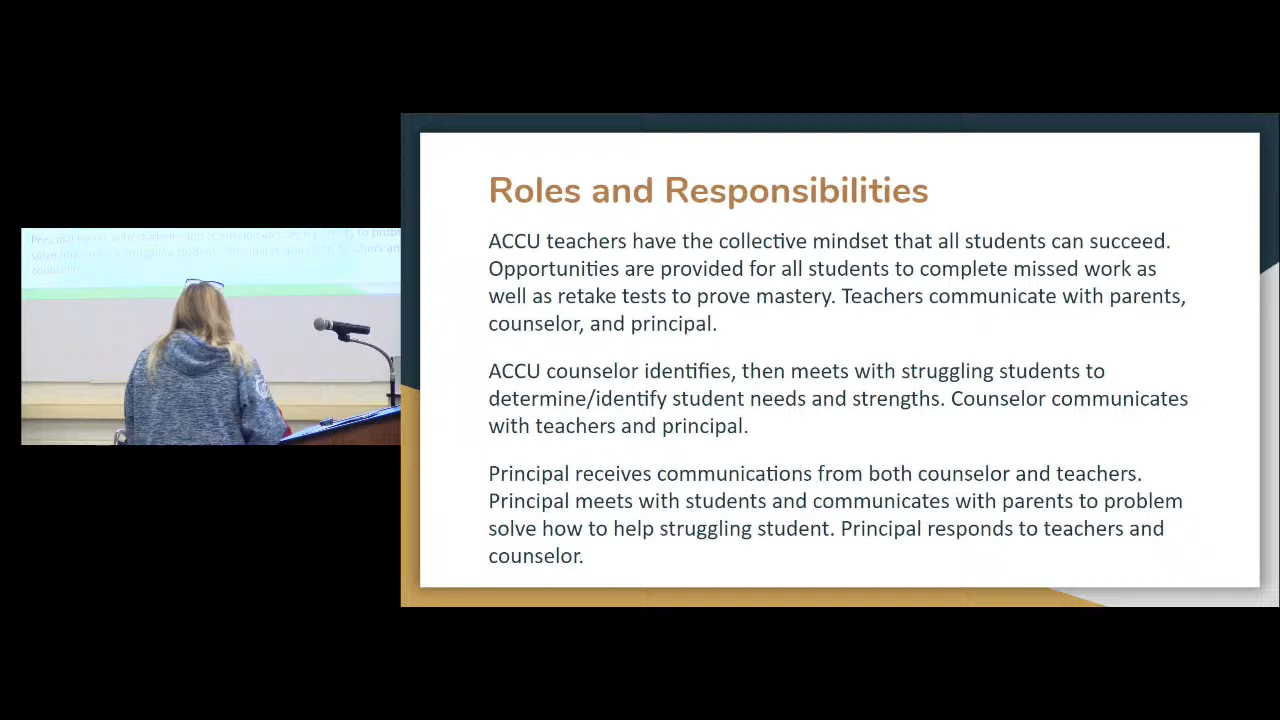 Roles and Responsibilities
ACCU teachers have the collective mindset that all students can succeed.
Opportunities are provided for all students to complete missed work as
well as retake tests to prove mastery. Teachers communicate with parents,
counselor, and principal.
ACCU counselor identifies, then meets with struggling students to
determine/identify student needs and strengths. Counselor communicates
with teachers and principal.
Principal receives communications from both counselor and teachers.
Principal meets with students and communicates with parents to problem
solve how to help struggling student. Principal responds to teachers and
counselor.